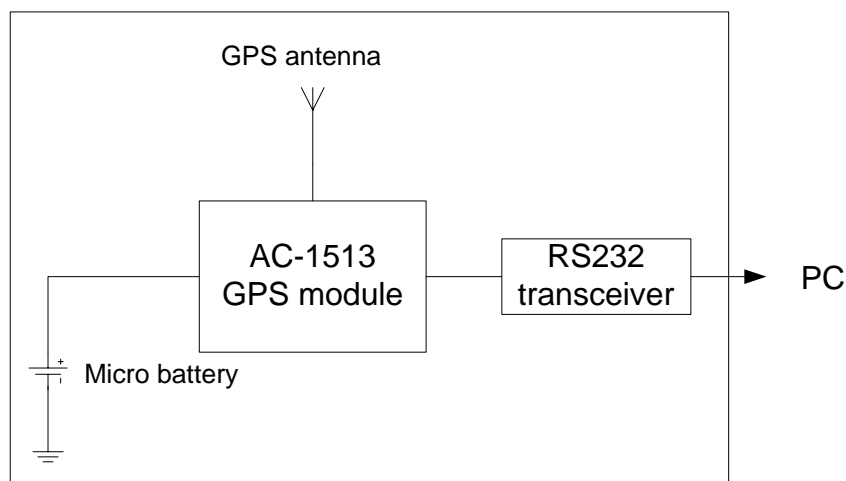 GPS antenna
AC-1513
GPS module
RS232
transceiver
PC
+
Micro battery